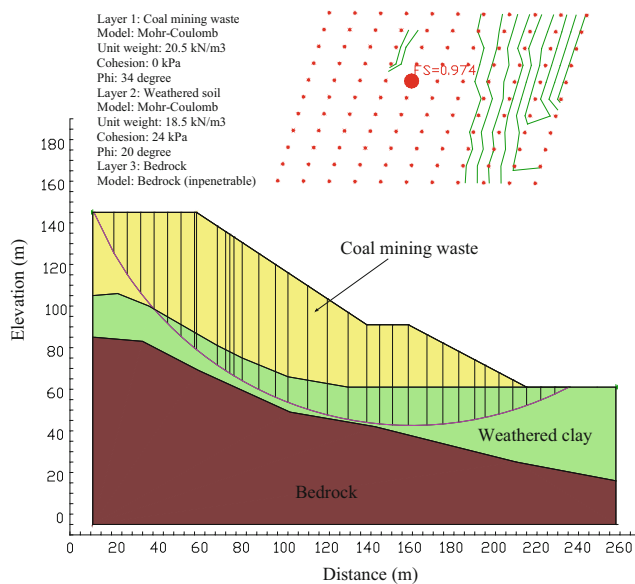 Layer 1: Coal mining waste
Model: Mohr-Coulomb
Unit weight: 20.5 kN/m3
Cohesion: 0 kPa
Phi: 34 degree
Layer 2: Weathered soil
Model: Mohr-Coulomb
Unit weight: 18.5 kN/m3
Cohesion: 24 kPa
Phi: 20 degree
Layer 3: Bedrock
Model: Bedrock (inpenetrable)
FS=0.974
180
160
140
120
100
80
60
40
20
0
Elevation (m)
Coal mining waste
Weathered clay
Bedrock
0 20 40 60 80 100 120 140 160 180 200 220 240 260
Distance (m)